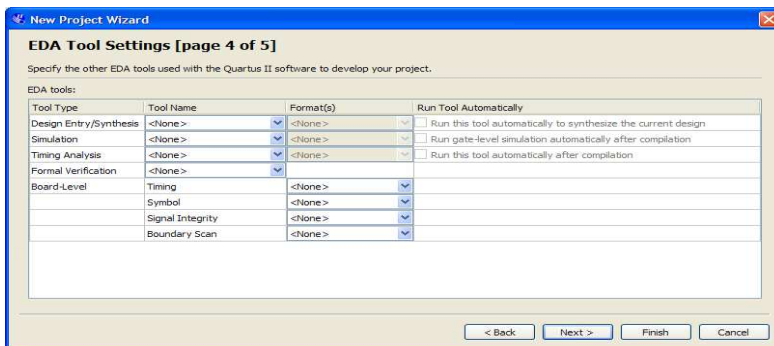 New Project Wizard
EDA Tool Settings [page 4 of 5]
Specify the other EDA tools used with the Quartus II software to develop your project.
EDA tools:
Tool Type Tool Name Format(s) Run Tool Automatically
Design Entry/Synthesis <None> <None> Run this tool automatically to synthesize the current design
Simulation <None> <None> Run gate-level simulation automatically after compilation
Timing Analysis <None> <None> Run this tool automatically after compilation
Formal Verification <None>
Board-Level Timing <None>
Symbol <None>
Signal Integrity <None>
Boundary Scan <None>
< Back Next > Finish Cancel